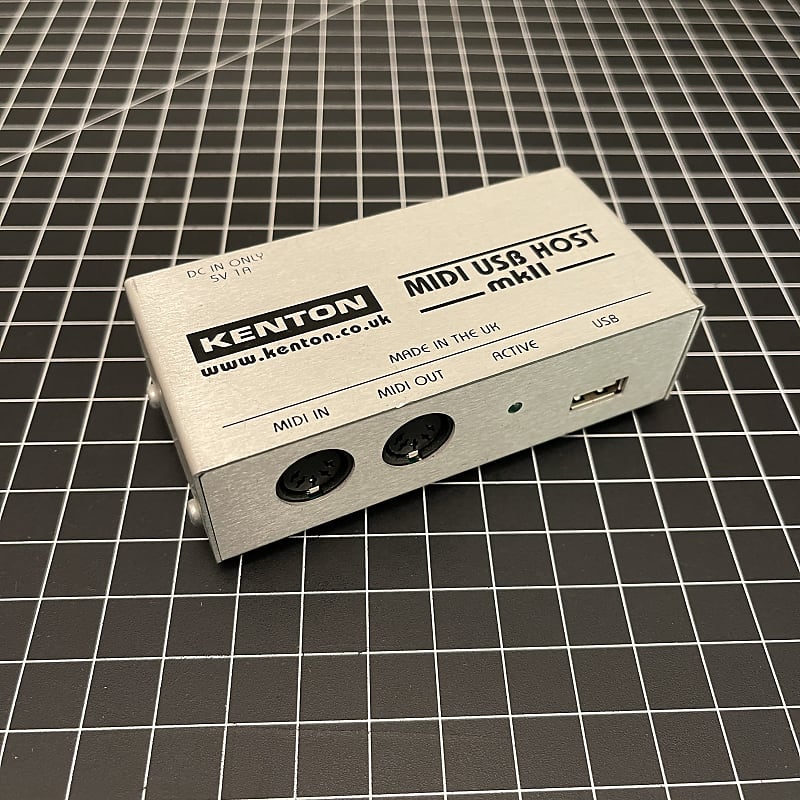 DC IN ONLY
5V 1A
KENTON
www.kenton.co.uk
MIDI USB HOST
mkII
MADE IN THE UK
MIDI IN
MIDI OUT
ACTIVE
USB